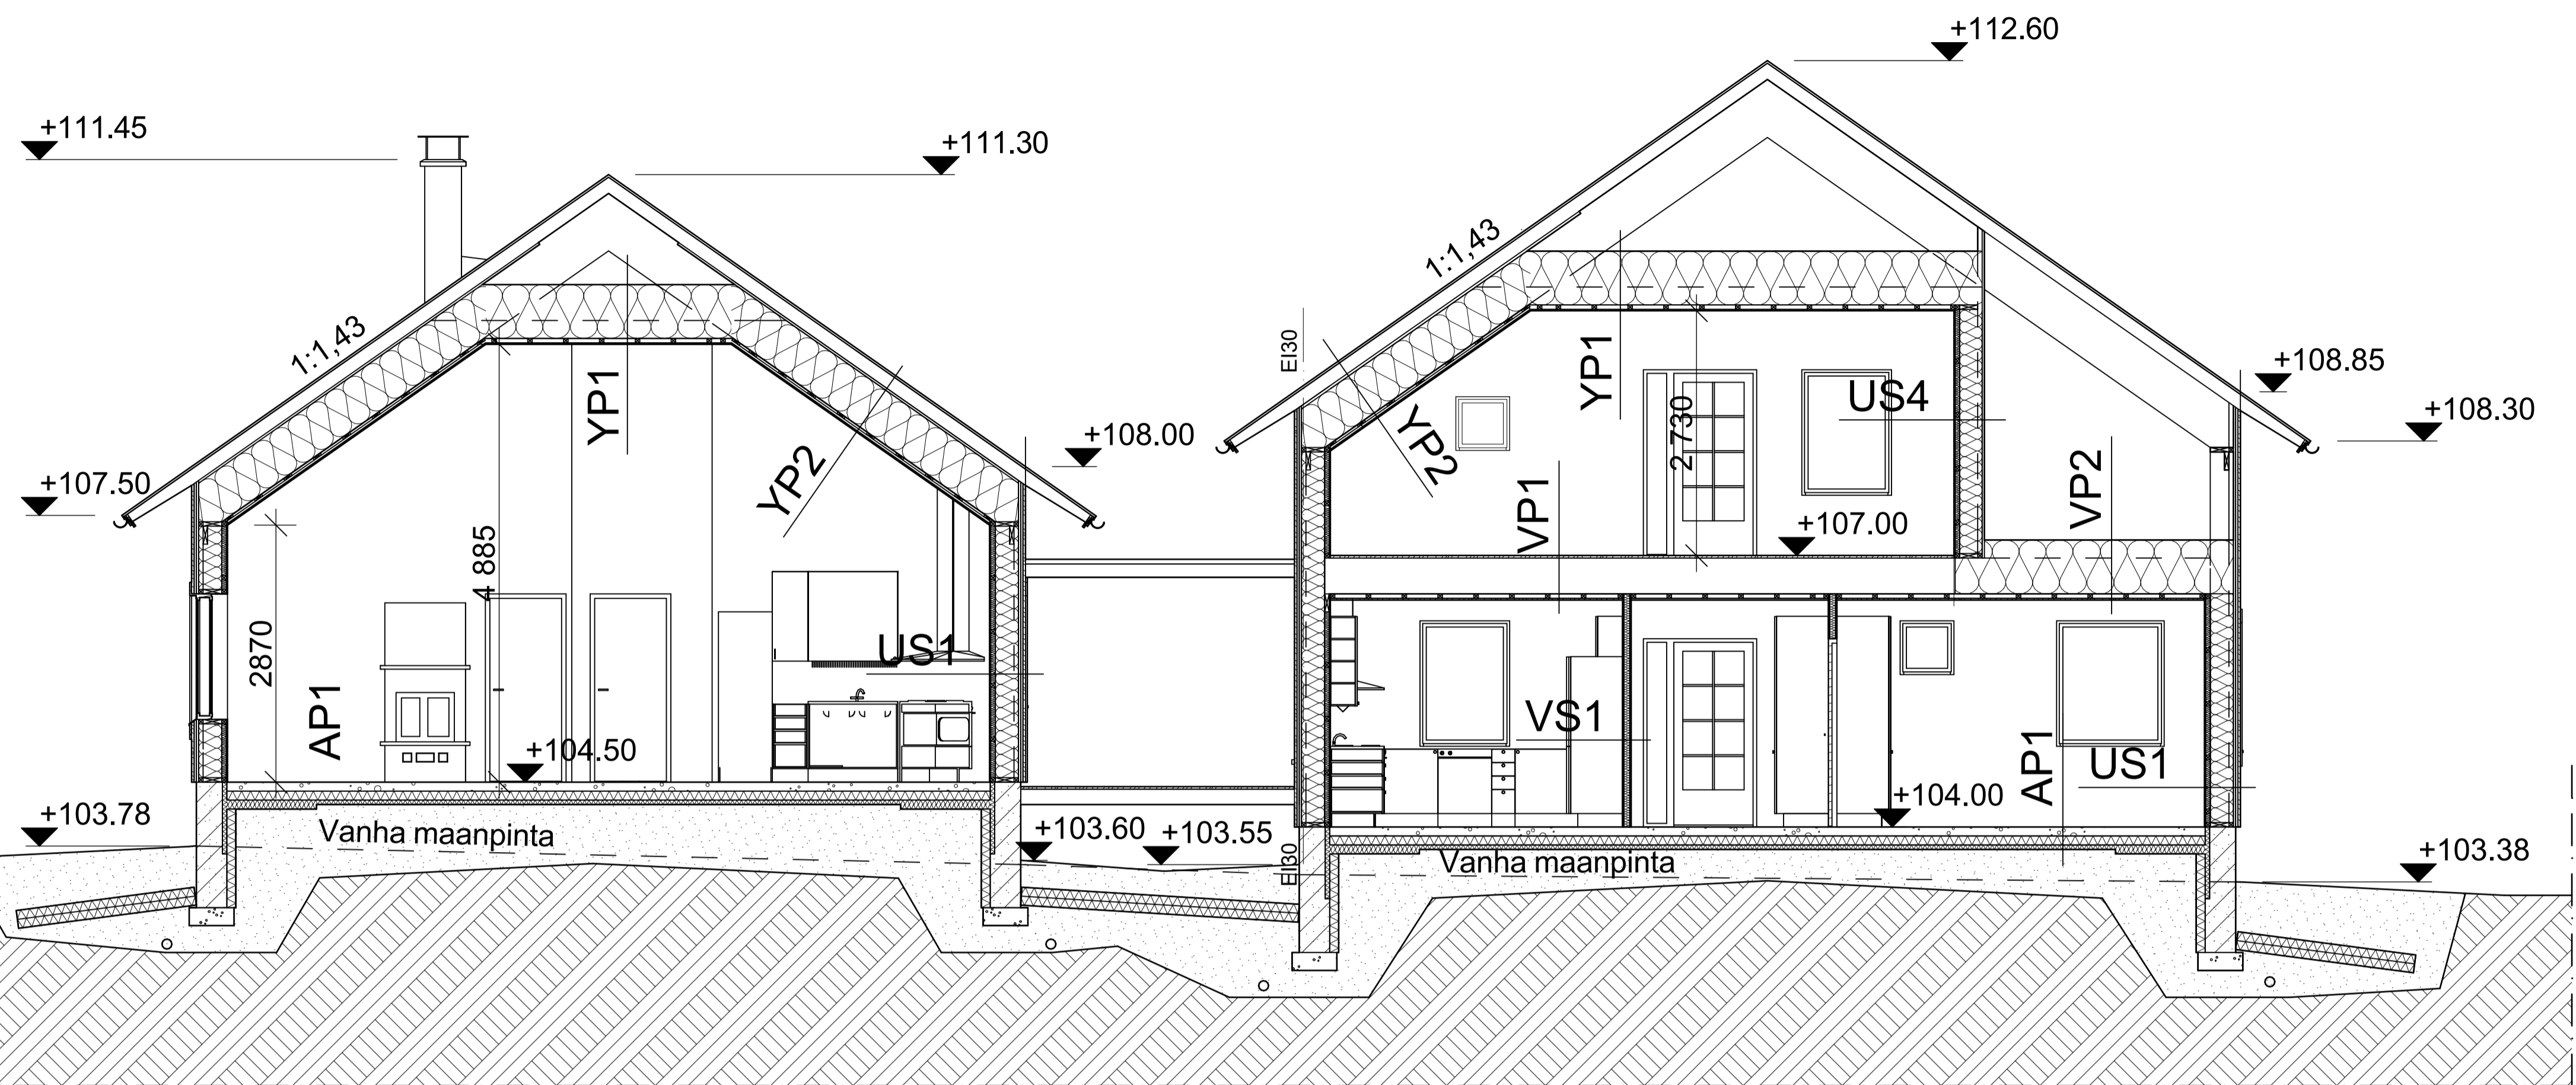 +112.60
+111.45
+111.30
1:1,43
1:1,43
EI30
YP1
YP1
+108.85
US4
+108.30
2 730
YP2
YP2
+108.00
+107.50
VP1
VP2
+107.00
4 885
2870
US1
AP1
VS1
+104.50
AP1
US1
+104.00
+103.78
Vanha maanpinta
+103.60
+103.55
EI30
Vanha maanpinta
+103.38